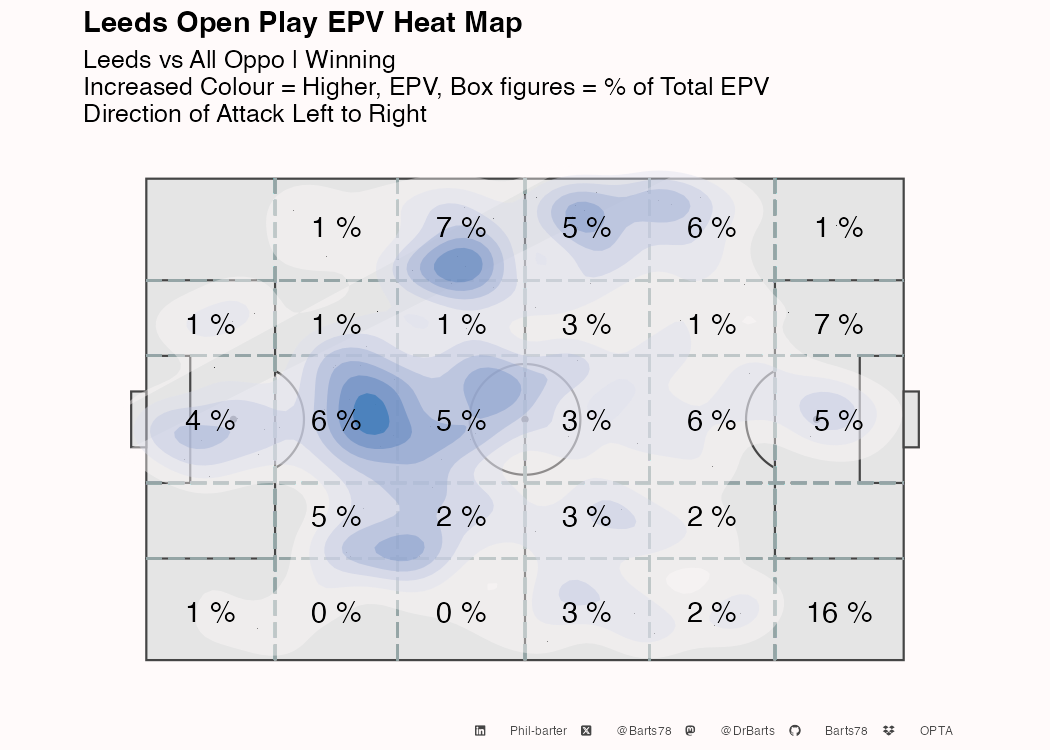 Leeds Open Play EPV Heat Map
Leeds vs All Oppo | Winning
Increased Colour = Higher, EPV, Box figures = % of Total EPV
Direction of Attack Left to Right
1 % 7 % 5 % 6 % 1 %
1 % 1 % 1 % 3 % 1 % 7 %
4 % 6 % 5 % 3 % 6 % 5 %
5 % 2 % 3 % 2 %
1 % 0 % 0 % 3 % 2 % 16 %
Phil-barter @Barts78 @DrBarts Barts78 OPTA